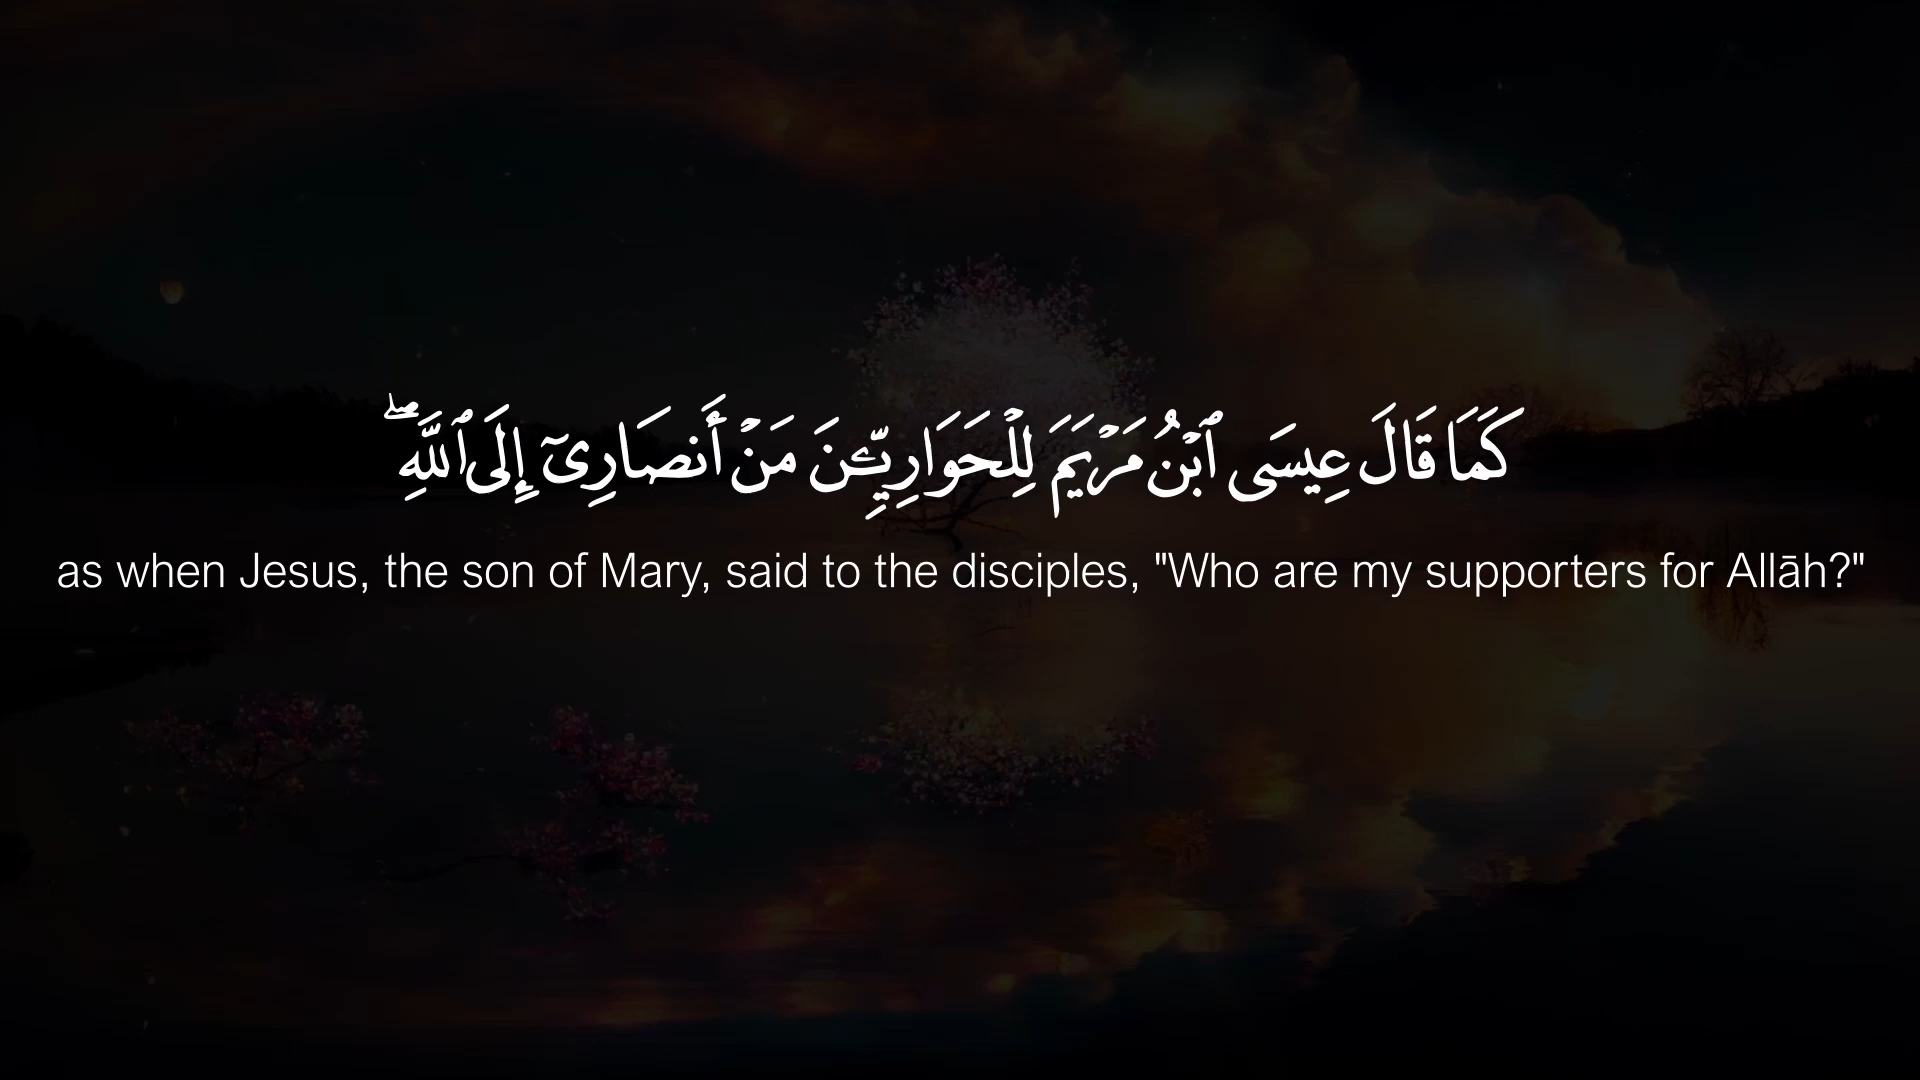 كَمَا قَالَ عِيسَى ٱبْنُ مَرْيَمَ لِلْحَوَارِيِّـۧنَ مَنْ أَنصَارِىٓ إِلَى ٱللَّهِ ۖ
as when Jesus, the son of Mary, said to the disciples, "Who are my supporters for Allāh?"